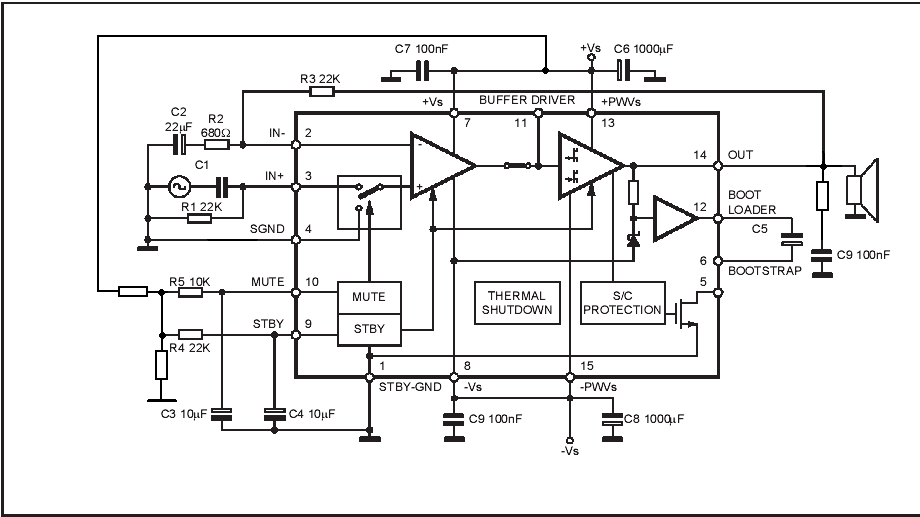 C7 100nF
+Vs
C6 1000µF
R3 22K
+Vs
BUFFER DRIVER
+PWVs
C2
22µF
R2
680Ω
IN-
2
7
11
13
-
C1
IN+
3
+
14
OUT
R1 22K
SGND
4
12
BOOT
LOADER
C5
6
BOOTSTRAP
C9 100nF
5
R5 10K
MUTE
10
MUTE
THERMAL
SHUTDOWN
S/C
PROTECTION
STBY
9
STBY
R4 22K
1
8
15
STBY-GND
-Vs
-PWVs
C3 10µF
C4 10µF
C9 100nF
C8 1000µF
-Vs